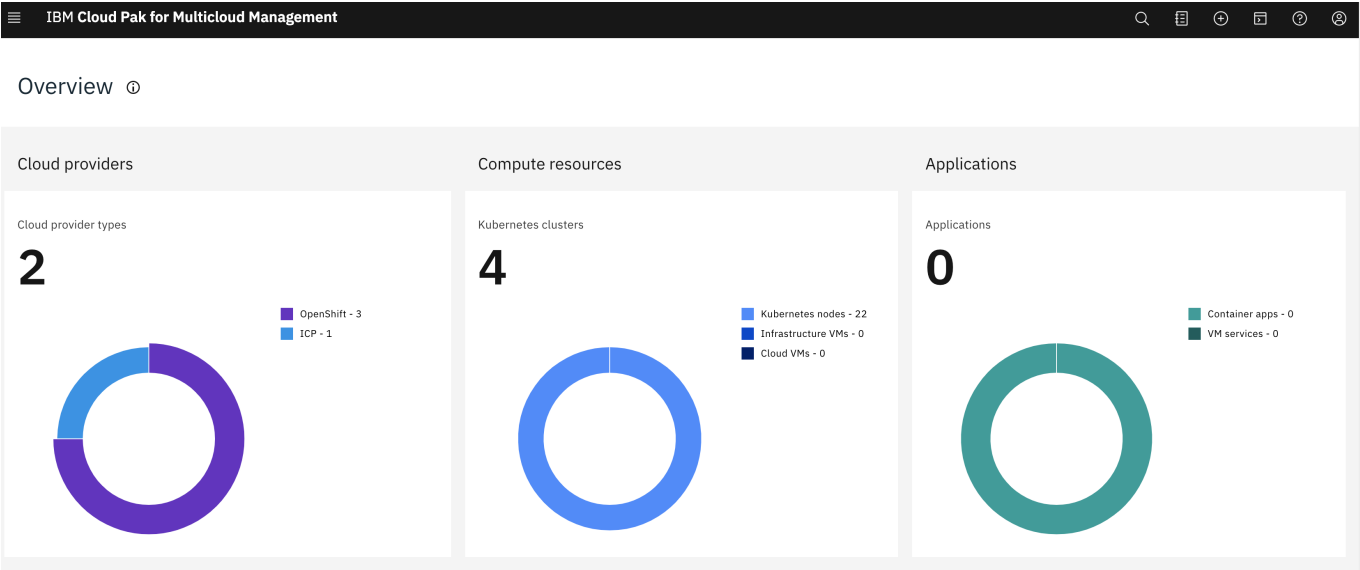 IBM Cloud Pak for Multicloud Management
Overview
Cloud providers
Cloud provider types
2
OpenShift - 3
ICP - 1
Compute resources
Kubernetes clusters
4
Kubernetes nodes - 22
Infrastructure VMs - 0
Cloud VMs - 0
Applications
Applications
0
Container apps - 0
VM services - 0